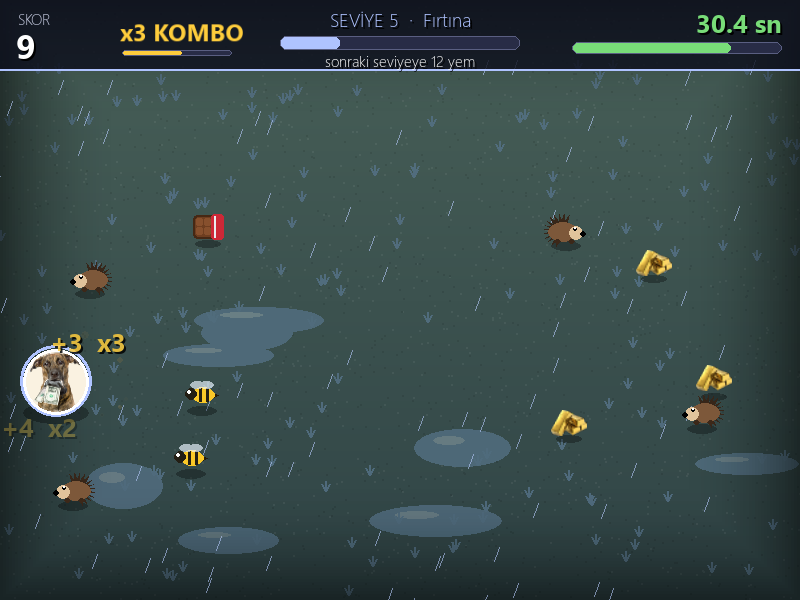 SKOR
9
x3 KOMBO
SEVİYE 5 · Fırtına
sonraki seviyeye 12 yem
30.4 sn
+3 x3
+4 x2